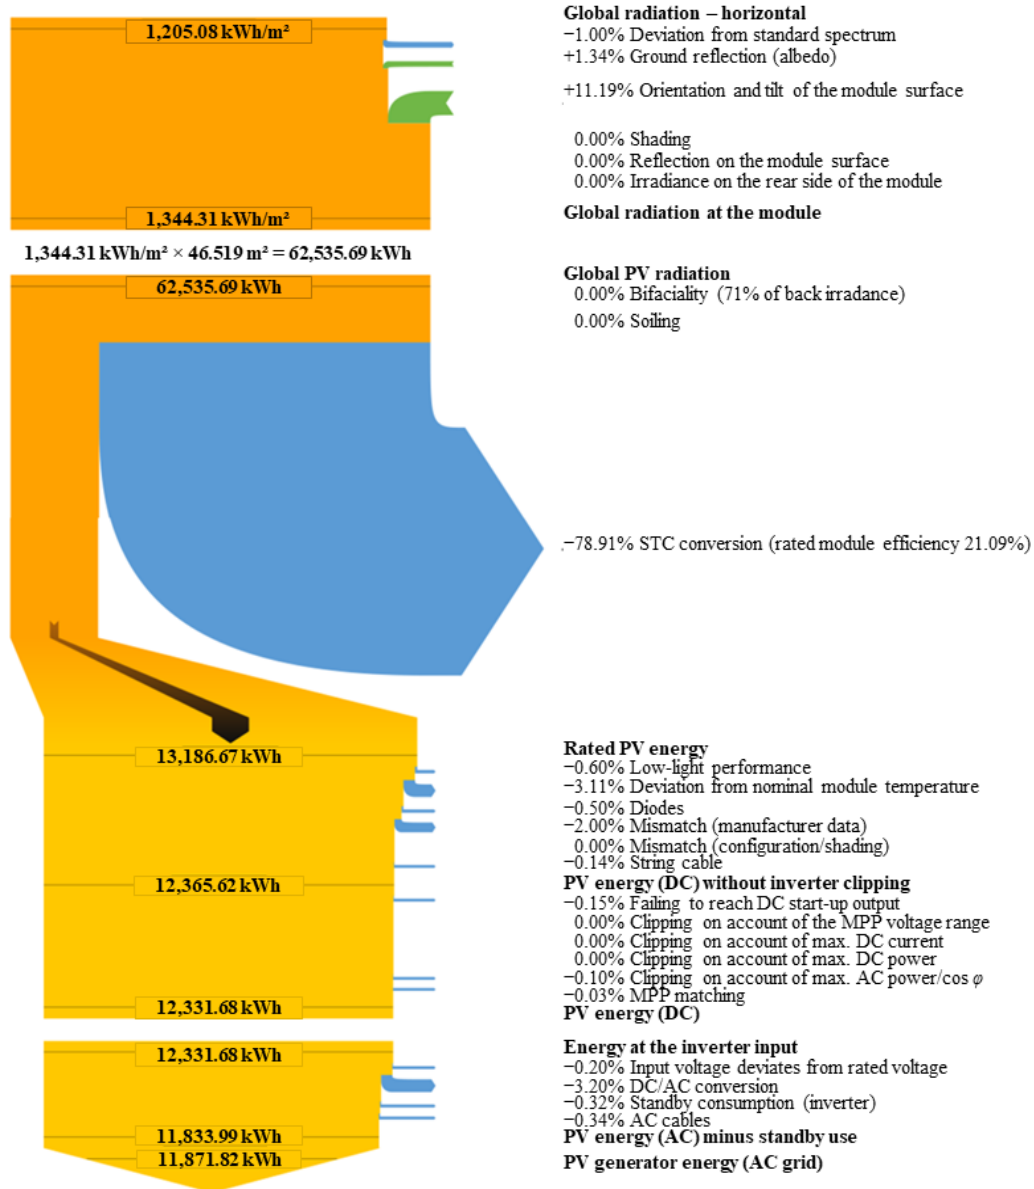 Global radiation – horizontal
1,205.08 kWh/m²
−1.00% Deviation from standard spectrum
+1.34% Ground reflection (albedo)
+11.19% Orientation and tilt of the module surface
0.00% Shading
0.00% Reflection on the module surface
0.00% Irradiance on the rear side of the module
1,344.31 kWh/m²
Global radiation at the module
1,344.31 kWh/m² × 46.519 m² = 62,535.69 kWh
Global PV radiation
62,535.69 kWh
0.00% Bifaciality (71% of back irradance)
0.00% Soiling
−78.91% STC conversion (rated module efficiency 21.09%)
Rated PV energy
13,186.67 kWh
−0.60% Low-light performance
−3.11% Deviation from nominal module temperature
−0.50% Diodes
−2.00% Mismatch (manufacturer data)
0.00% Mismatch (configuration/shading)
−0.14% String cable
12,365.62 kWh
PV energy (DC) without inverter clipping
−0.15% Failing to reach DC start-up output
0.00% Clipping on account of the MPP voltage range
0.00% Clipping on account of max. DC current
0.00% Clipping on account of max. DC power
−0.10% Clipping on account of max. AC power/cos φ
−0.03% MPP matching
12,331.68 kWh
PV energy (DC)
Energy at the inverter input
12,331.68 kWh
−0.20% Input voltage deviates from rated voltage
−3.20% DC/AC conversion
−0.32% Standby consumption (inverter)
−0.34% AC cables
11,833.99 kWh
PV energy (AC) minus standby use
11,871.82 kWh
PV generator energy (AC grid)